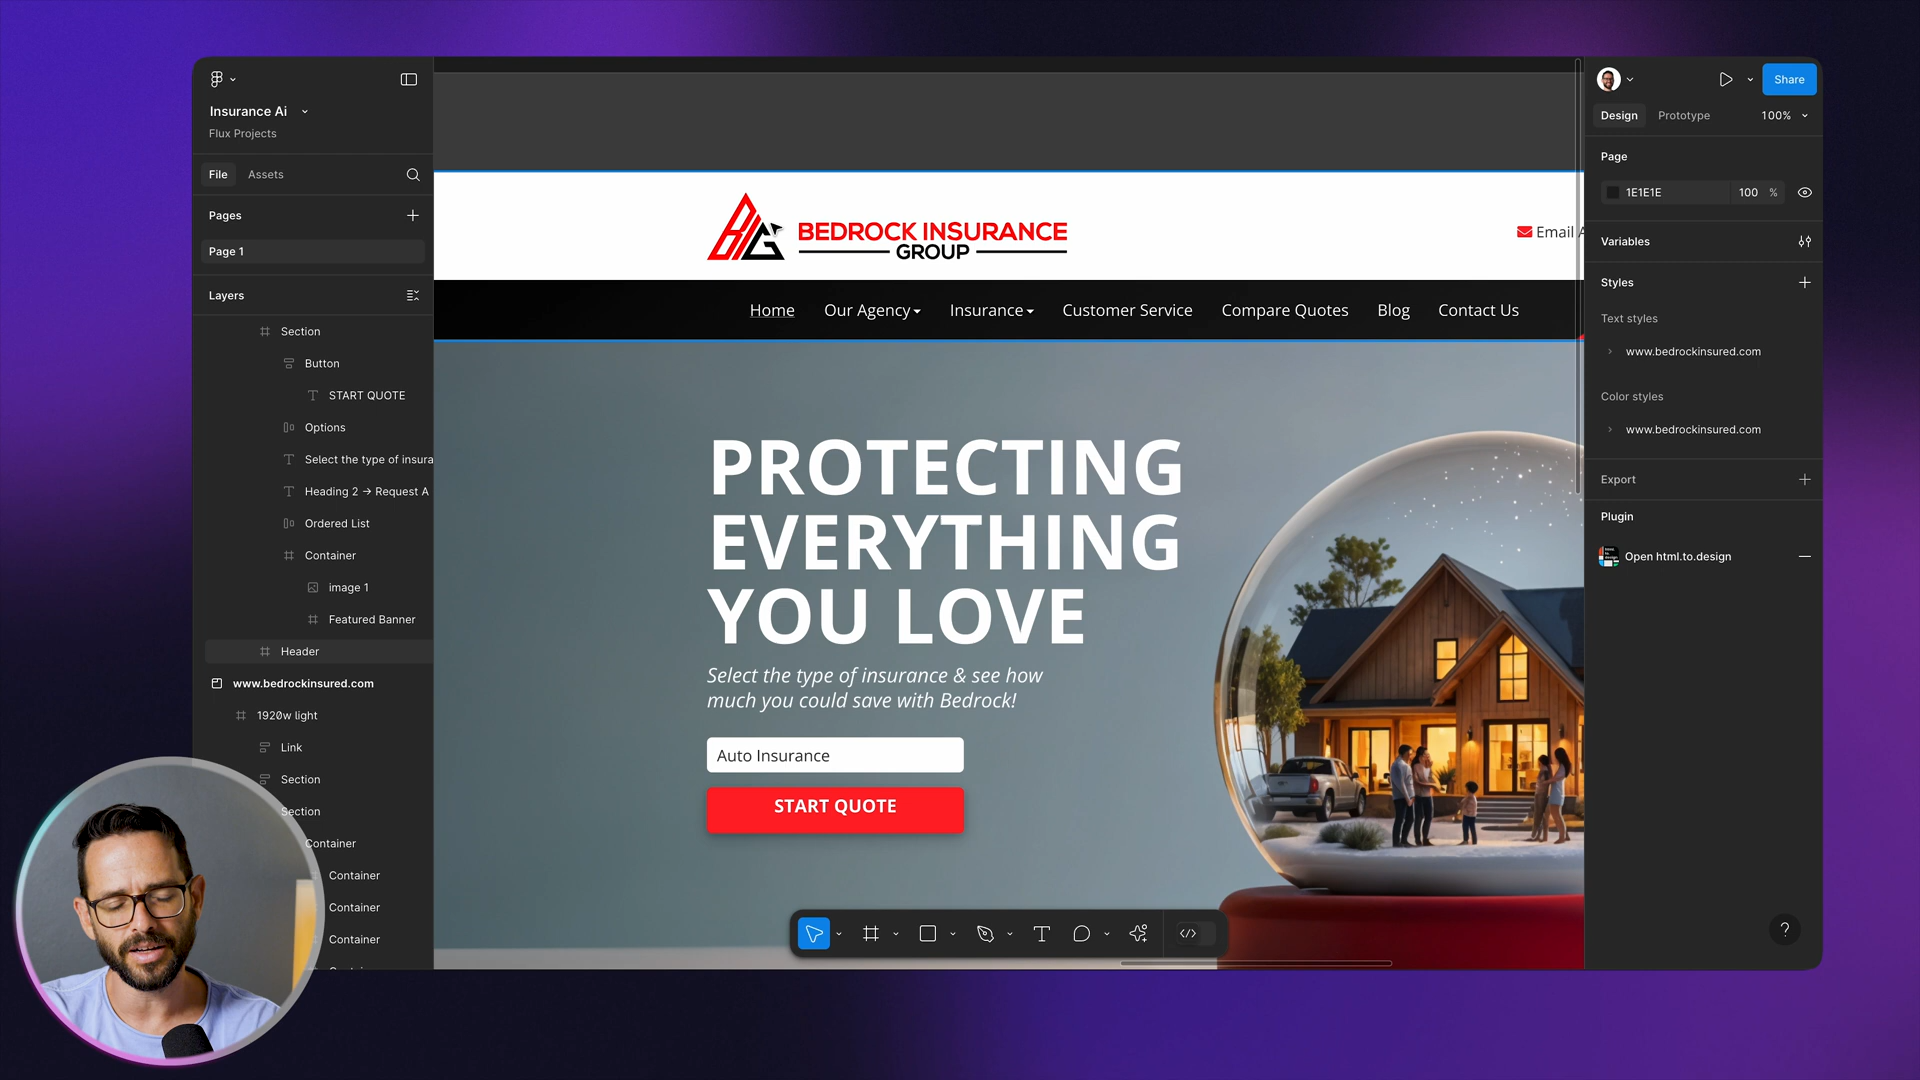 Insurance Ai
Flux Projects
File
Assets
Pages
Page 1
Layers
Section
Button
START QUOTE
Options
Select the type of insura
Heading 2 → Request A
Ordered List
Container
image 1
Featured Banner
Header
www.bedrockinsured.com
1920w light
Link
Section
Section
Container
Container
Container
Container
BIG
BEDROCK INSURANCE
GROUP
Email A
Home
Our Agency
Insurance
Customer Service
Compare Quotes
Blog
Contact Us
PROTECTING
EVERYTHING
YOU LOVE
Select the type of insurance & see how
much you could save with Bedrock!
Auto Insurance
START QUOTE
Share
Design
Prototype
100%
Page
1E1E1E
100
%
Variables
Styles
Text styles
www.bedrockinsured.com
Color styles
www.bedrockinsured.com
Export
Plugin
Open html.to.design
?